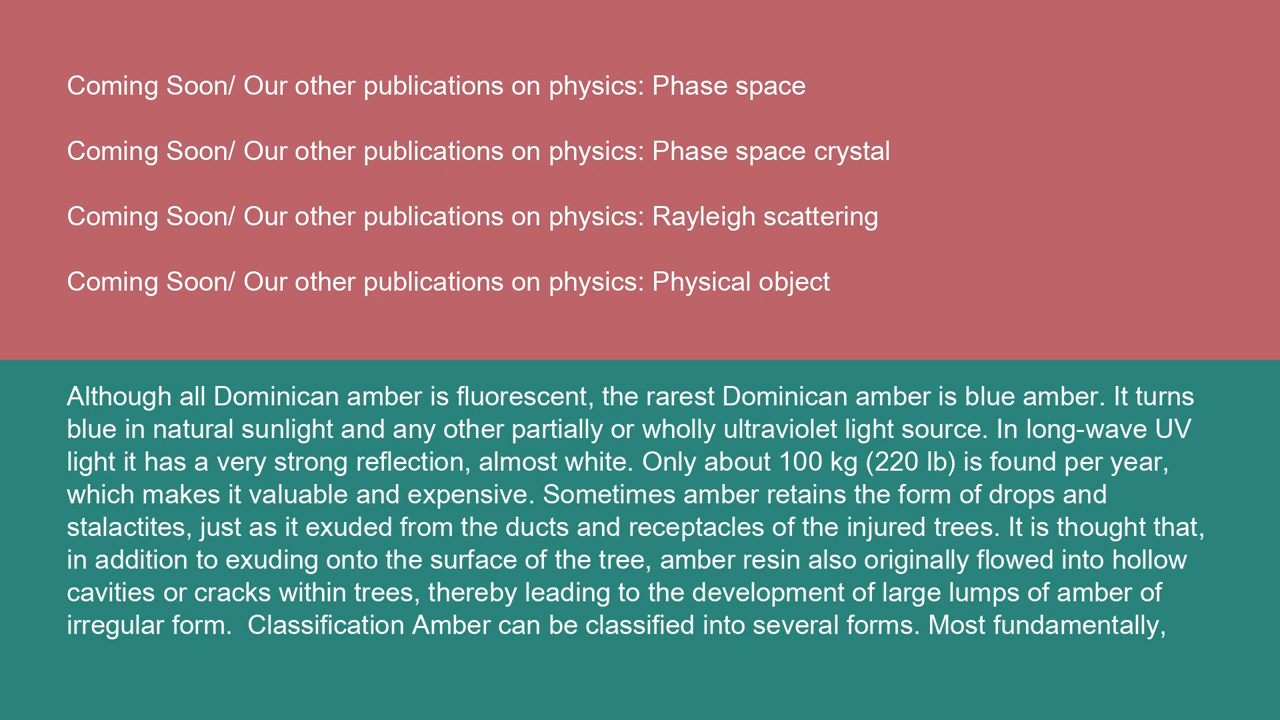 Coming Soon/ Our other publications on physics: Phase space
Coming Soon/ Our other publications on physics: Phase space crystal
Coming Soon/ Our other publications on physics: Rayleigh scattering
Coming Soon/ Our other publications on physics: Physical object
Although all Dominican amber is fluorescent, the rarest Dominican amber is blue amber. It turns
blue in natural sunlight and any other partially or wholly ultraviolet light source. In long-wave UV
light it has a very strong reflection, almost white. Only about 100 kg (220 lb) is found per year,
which makes it valuable and expensive. Sometimes amber retains the form of drops and
stalactites, just as it exuded from the ducts and receptacles of the injured trees. It is thought that,
in addition to exuding onto the surface of the tree, amber resin also originally flowed into hollow
cavities or cracks within trees, thereby leading to the development of large lumps of amber of
irregular form.  Classification Amber can be classified into several forms. Most fundamentally,